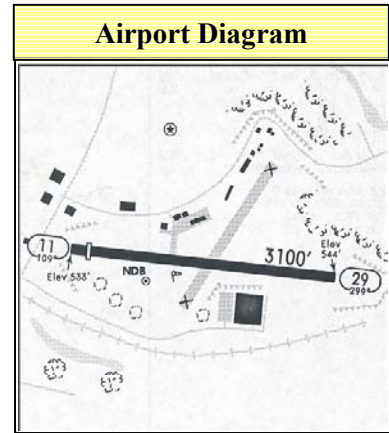 Airport Diagram
3100'
Elev
544'
11
109°
Elev 533'
NDB
29
299°